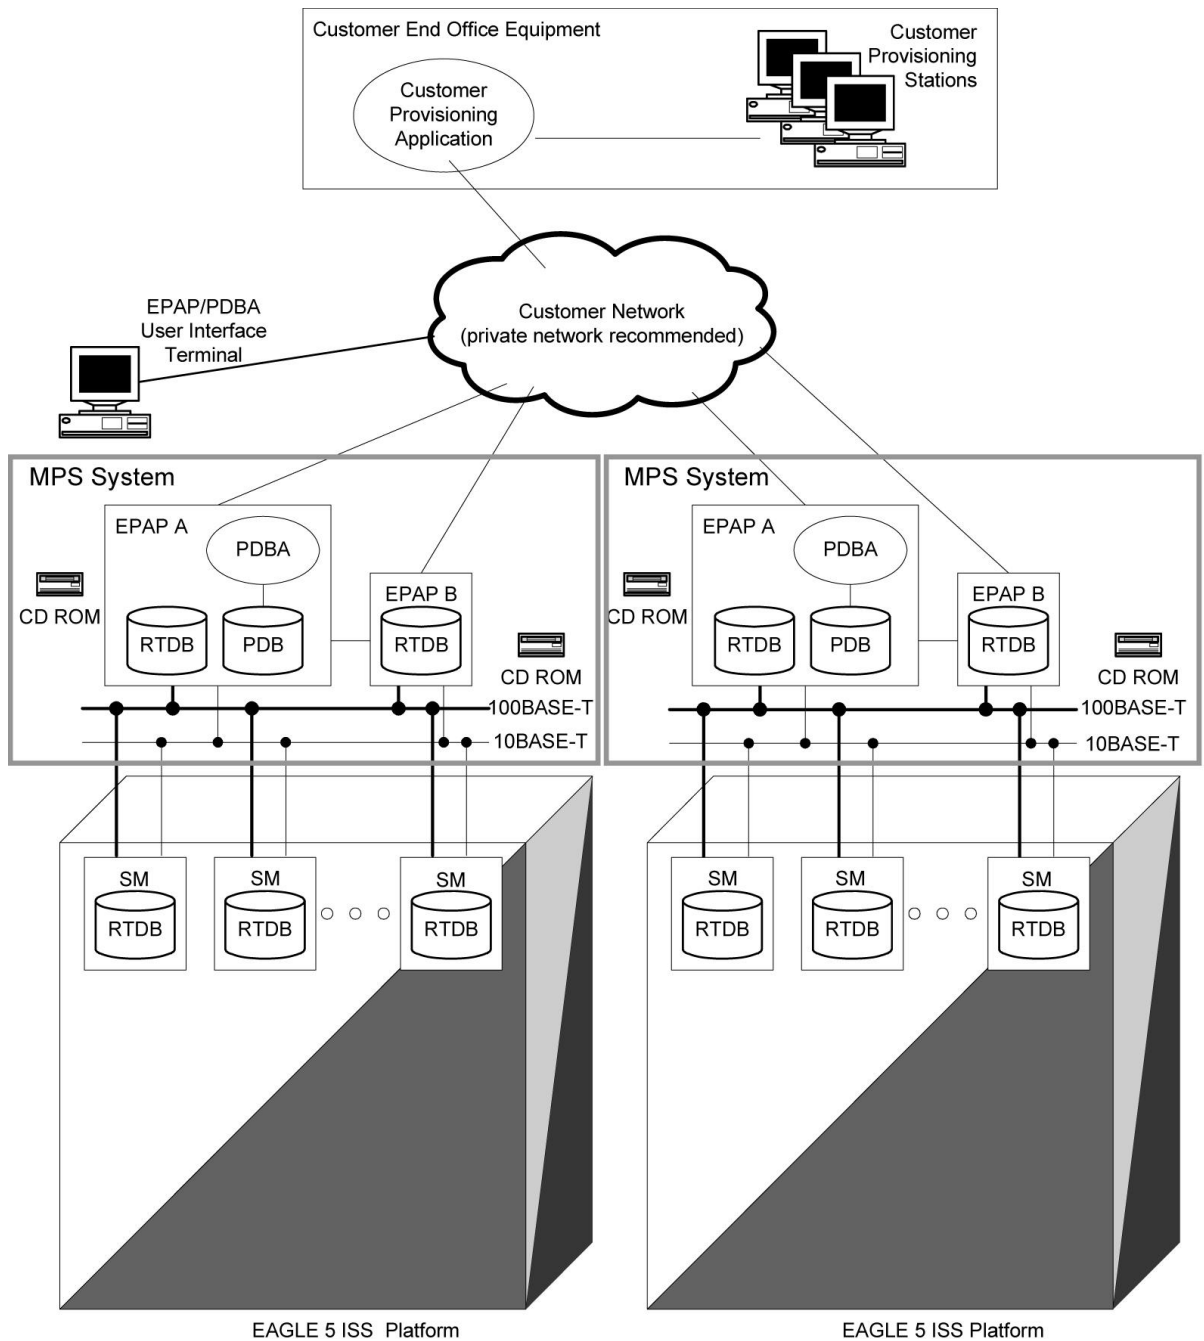 Customer End Office Equipment
Customer
Provisioning
Stations
Customer
Provisioning
Application
EPAP/PDBA
User Interface
Terminal
Customer Network
(private network recommended)
MPS System
EPAP A
PDBA
CD ROM
RTDB
PDB
EPAP B
RTDB
CD ROM
100BASE-T
10BASE-T
MPS System
EPAP A
PDBA
CD ROM
RTDB
PDB
EPAP B
RTDB
CD ROM
100BASE-T
10BASE-T
SM
RTDB
SM
RTDB
SM
RTDB
SM
RTDB
SM
RTDB
SM
RTDB
EAGLE 5 ISS Platform
EAGLE 5 ISS Platform